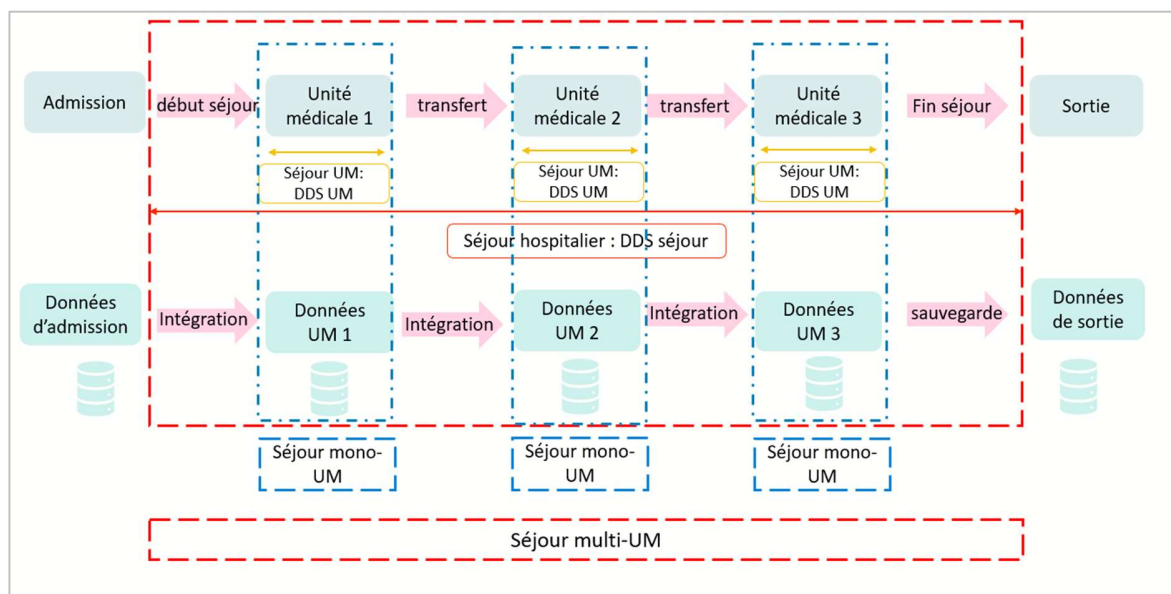 Admission
début séjour
Unité
médicale 1
transfert
Unité
médicale 2
transfert
Unité
médicale 3
Fin séjour
Sortie
Séjour UM:
DDS UM
Séjour UM:
DDS UM
Séjour UM:
DDS UM
Séjour hospitalier : DDS séjour
Données
d’admission
Intégration
Données
UM 1
Intégration
Données
UM 2
Intégration
Données
UM 3
sauvegarde
Données
de sortie
Séjour mono-
UM
Séjour mono-
UM
Séjour mono-
UM
Séjour multi-UM